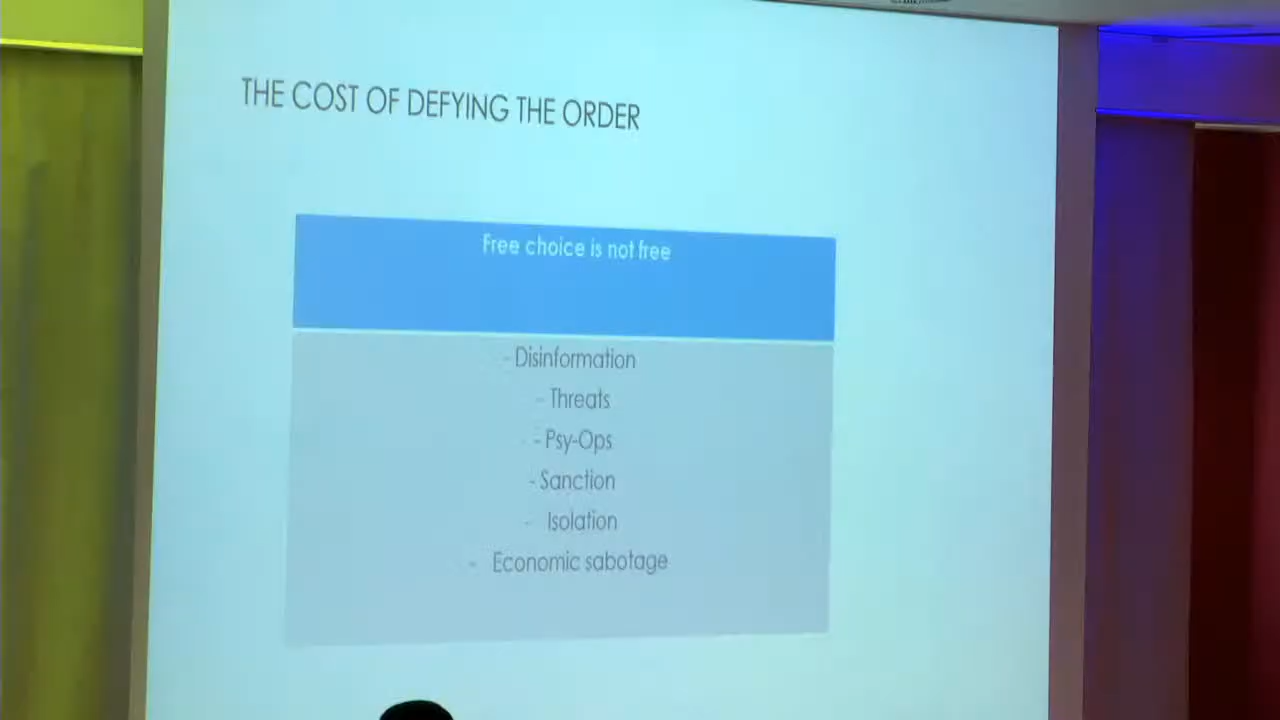 THE COST OF DEFYING THE ORDER
Free choice is not free
- Disinformation
- Threats
- Psy-Ops
- Sanction
- Isolation
- Economic sabotage